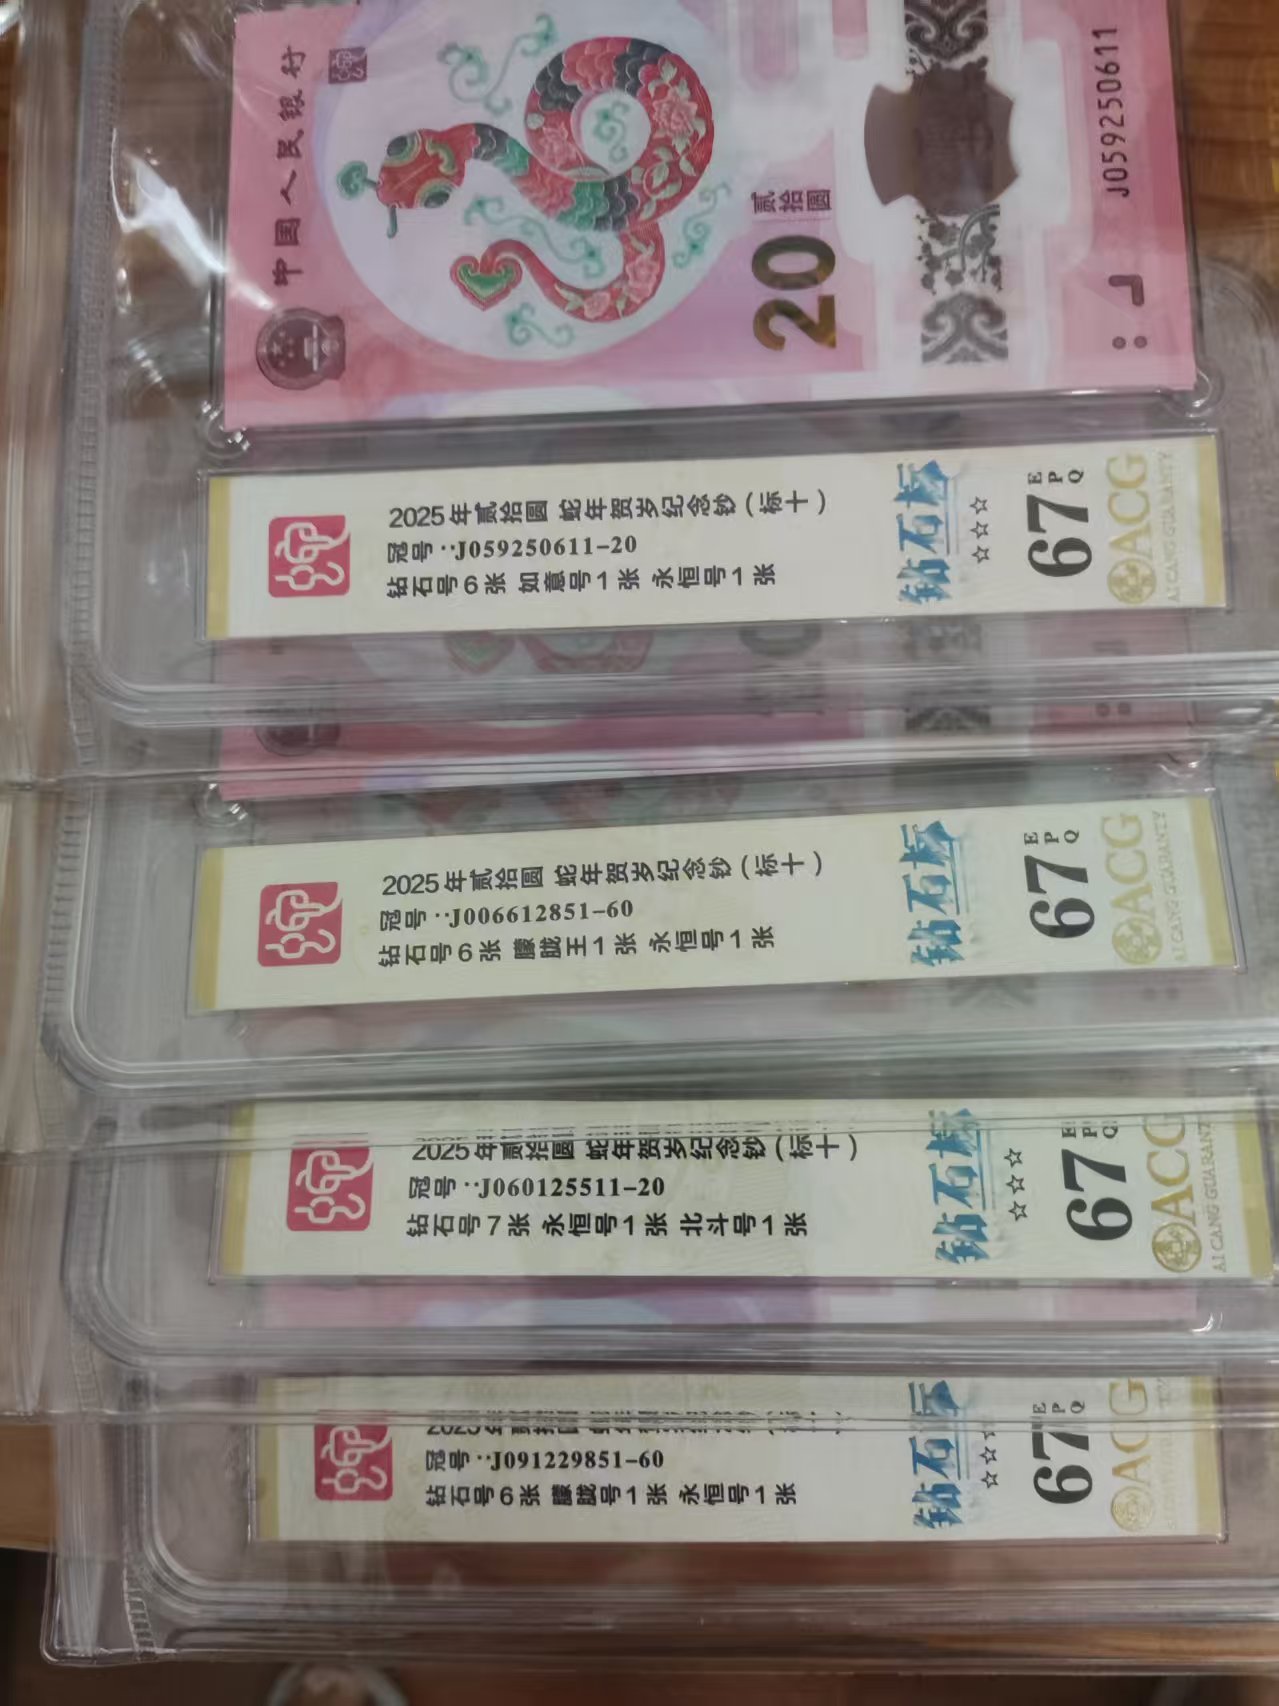 中国人民银行
贰拾圆
20
J059250611
2025年贰拾圆 蛇年贺岁纪念钞(标十)
冠号:J059250611-20
钻石号6张 如意号1张 永恒号1张
钻石标
☆☆☆
67
EPQ
ACG
AI CANG GUARANTY
2025年贰拾圆 蛇年贺岁纪念钞(标十)
冠号:J006612851-60
钻石号6张 朦胧王1张 永恒号1张
钻石标
67
EPQ
ACG
AI CANG GUARANTY
2025年贰拾圆 蛇年贺岁纪念钞(标十)
冠号:J060125511-20
钻石号7张 永恒号1张 北斗号1张
钻石标
☆☆☆
67
EPQ
ACG
AI CANG GUARANT
冠号:J091229851-60
钻石号6张 朦胧号1张 永恒号1张
钻石标
☆☆☆
67
EPQ
ACG